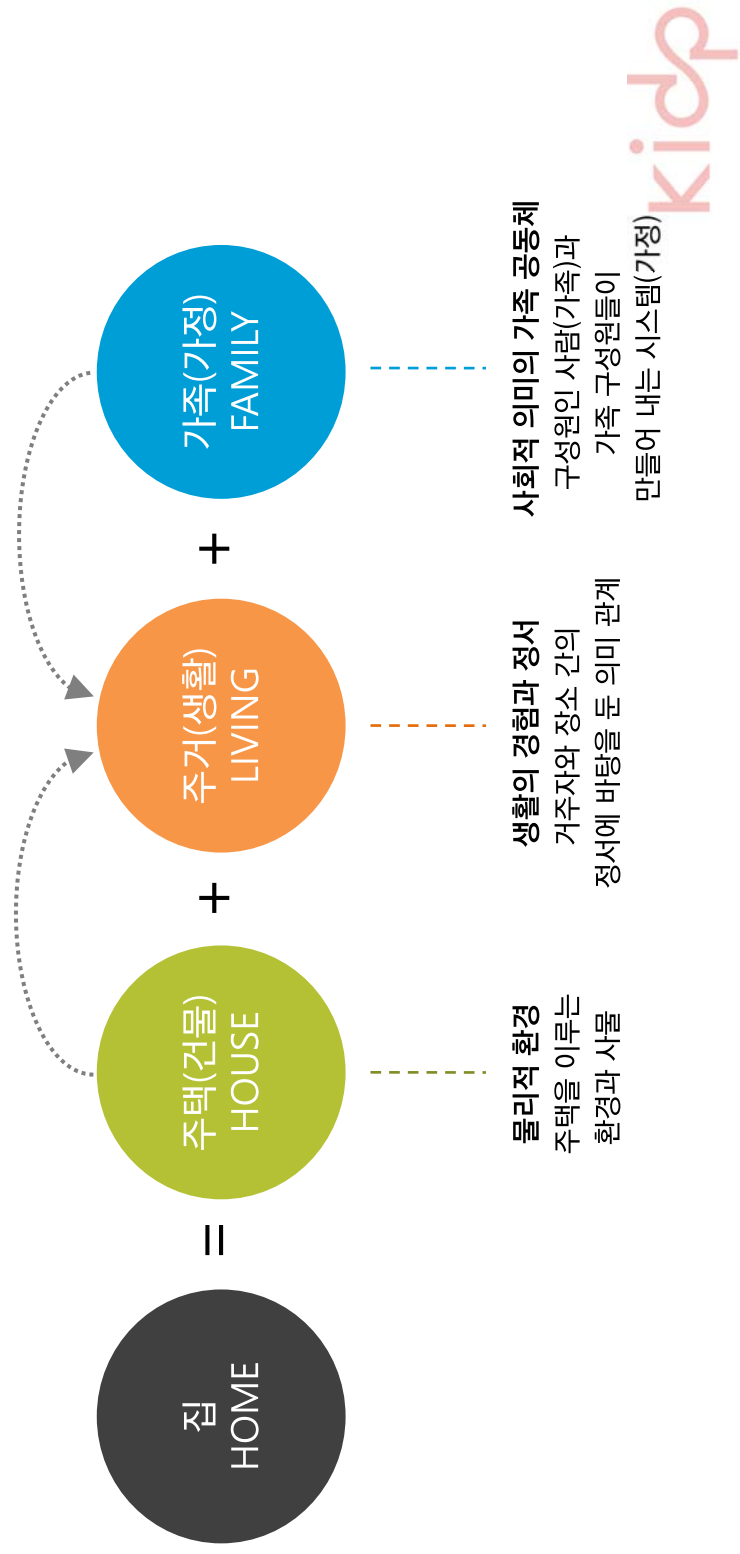 집
HOME
=
주택(건물)
HOUSE
+
주거(생활)
LIVING
+
가족(가정)
FAMILY
물리적 환경
주택을 이루는
환경과 사물
생활의 경험과 정서
거주자와 장소 간의
정서에 바탕을 둔 의미 관계
사회적 의미의 가족 공동체
구성원인 사람(가족)과
가족 구성원들이
만들어 내는 시스템(가정)
kidp